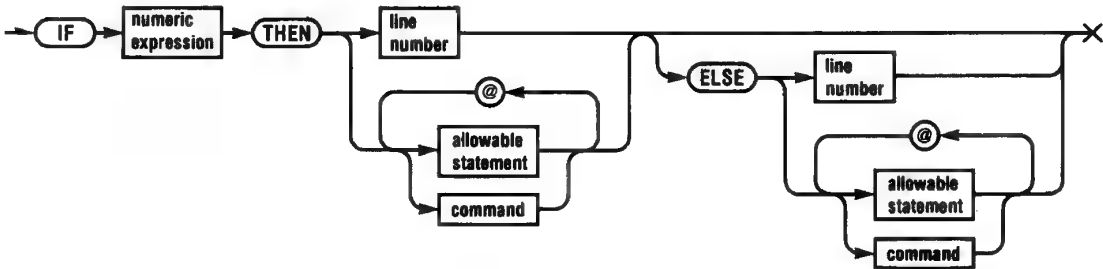 IF
numeric
expression
THEN
line
number
@
allowable
statement
command
ELSE
line
number
@
allowable
statement
command